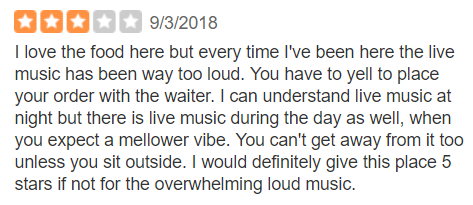 9/3/2018
I love the food here but every time I've been here the live
music has been way too loud. You have to yell to place
your order with the waiter. I can understand live music at
night but there is live music during the day as well, when
you expect a mellower vibe. You can't get away from it too
unless you sit outside. I would definitely give this place 5
stars if not for the overwhelming loud music.